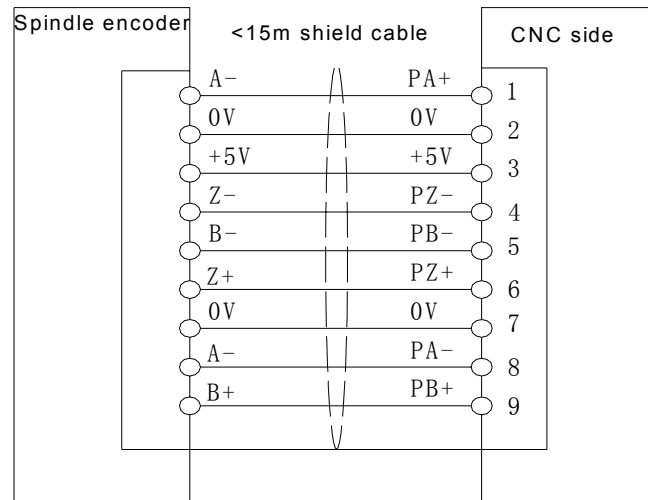 Spindle encoder
<15m shield cable
CNC side
A- PA+ 1
0V 0V 2
+5V +5V 3
Z- PZ- 4
B- PB- 5
Z+ PZ+ 6
0V 0V 7
A- PA- 8
B+ PB+ 9